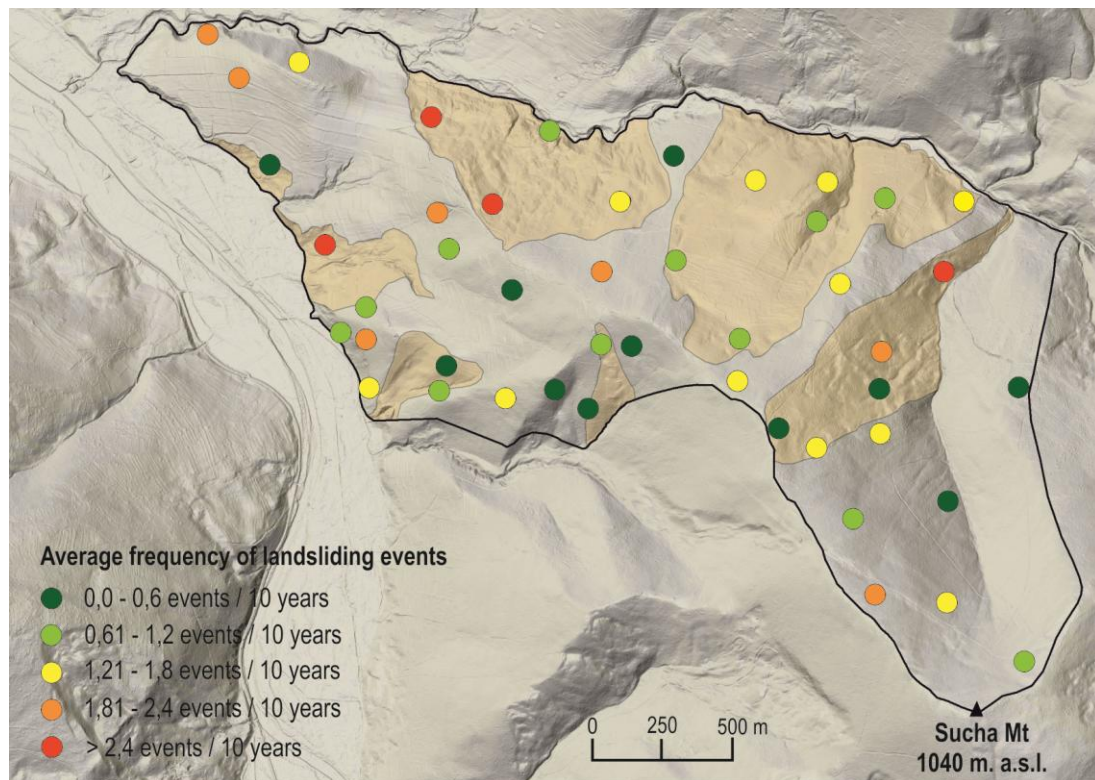 Average frequency of landsliding events
0,0 - 0,6 events / 10 years
0,61 - 1,2 events / 10 years
1,21 - 1,8 events / 10 years
1,81 - 2,4 events / 10 years
> 2,4 events / 10 years
0 250 500 m
Sucha Mt
1040 m. a.s.l.